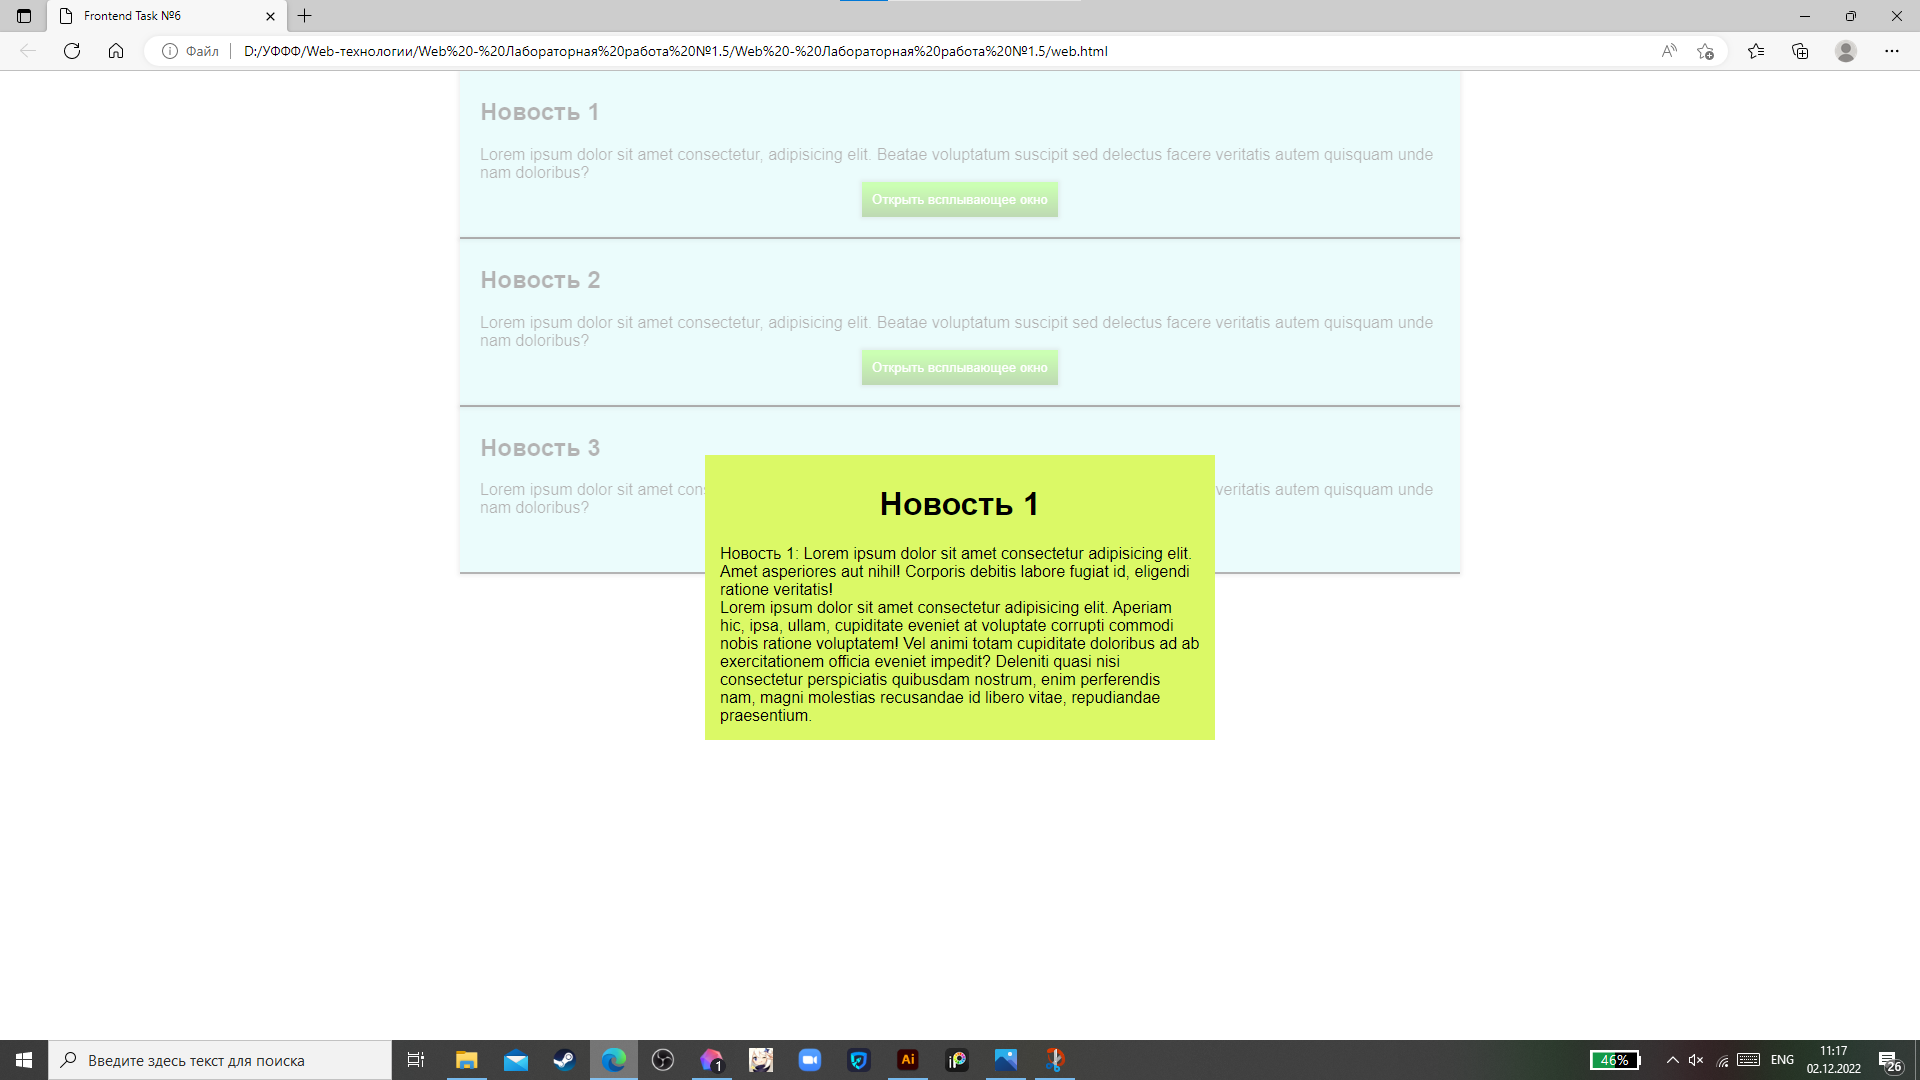 Frontend Task №6
Файл
D:/УФФФ/Web-технологии/Web%20-%20Лабораторная%20работа%20№1.5/Web%20-%20Лабораторная%20работа%20№1.5/web.html
Новость 1
Lorem ipsum dolor sit amet consectetur, adipisicing elit. Beatae voluptatum suscipit sed delectus facere veritatis autem quisquam unde
nam doloribus?
Открыть всплывающее окно
Новость 2
Lorem ipsum dolor sit amet consectetur, adipisicing elit. Beatae voluptatum suscipit sed delectus facere veritatis autem quisquam unde
nam doloribus?
Открыть всплывающее окно
Новость 3
Lorem ipsum dolor sit amet veritatis autem quisquam unde
nam doloribus?
Новость 1
Новость 1: Lorem ipsum dolor sit amet consectetur adipisicing elit.
Amet asperiores aut nihil! Corporis debitis labore fugiat id, eligendi
ratione veritatis!
Lorem ipsum dolor sit amet consectetur adipisicing elit. Aperiam
hic, ipsa, ullam, cupiditate eveniet at voluptate corrupti commodi
nobis ratione voluptatem! Vel animi totam cupiditate doloribus ad ab
exercitationem officia eveniet impedit? Deleniti quasi nisi
consectetur perspiciatis quibusdam nostrum, enim perferendis
nam, magni molestias recusandae id libero vitae, repudiandae
praesentium.
Введите здесь текст для поиска
1
Ai
iP
46%
ENG
11:17
02.12.2022
26